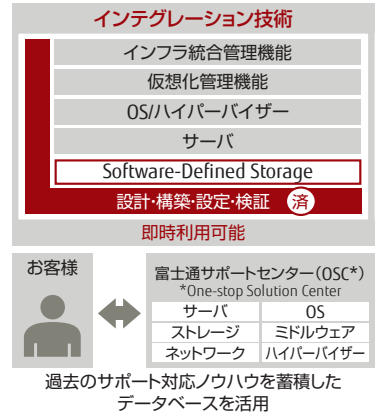 インテグレーション技術
インフラ統合管理機能
仮想化管理機能
OS/ハイパーバイザー
サーバ
Software-Defined Storage
設計・構築・設定・検証 済
即時利用可能
お客様
富士通サポートセンター(OSC*)
*One-stop Solution Center
サーバ OS
ストレージ ミドルウェア
ネットワーク ハイパーバイザー
過去のサポート対応ノウハウを蓄積した
データベースを活用